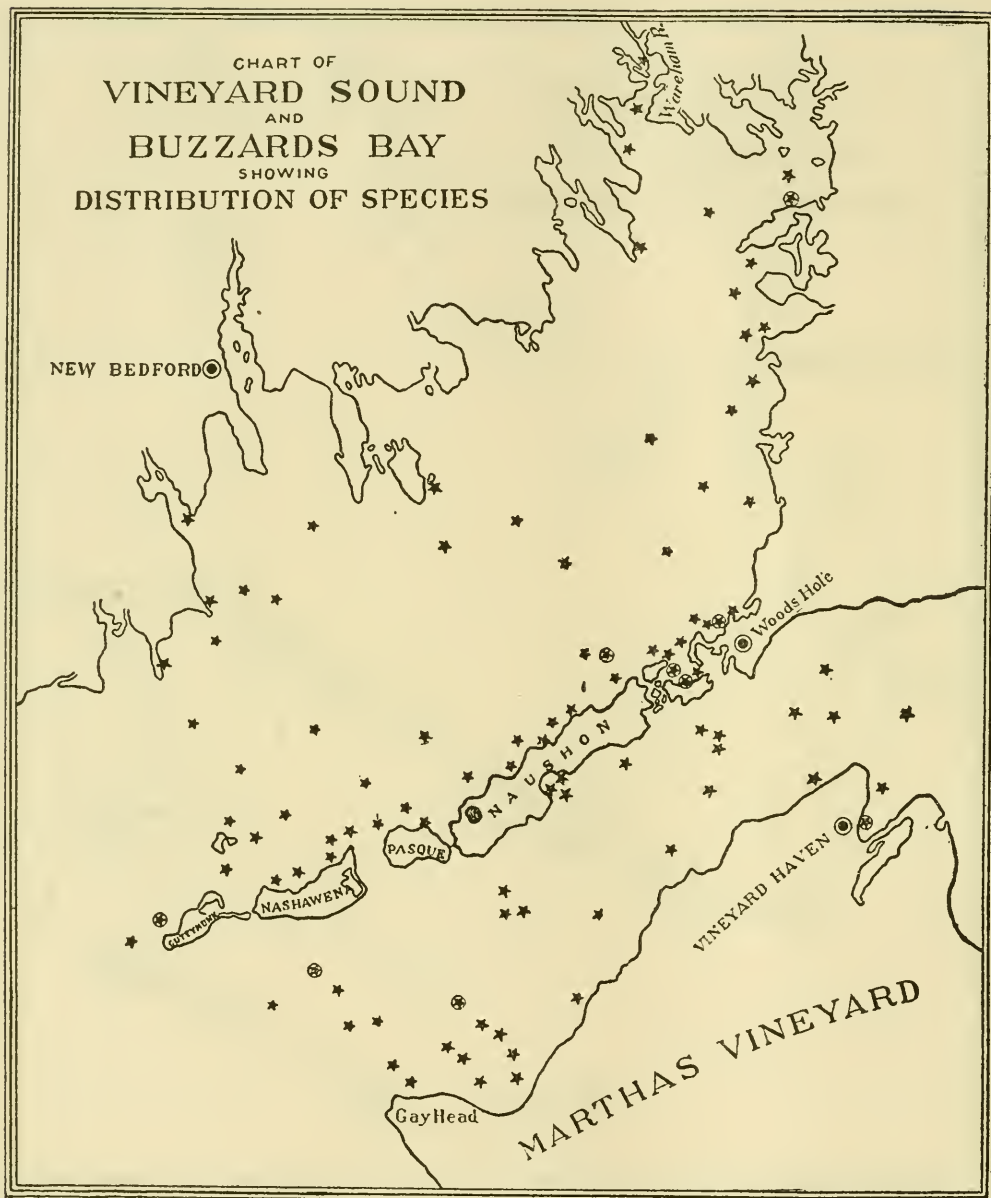 CHART OF
VINEYARD SOUND
AND
BUZZARDS BAY
SHOWING
DISTRIBUTION OF SPECIES
Wareham R.
NEW BEDFORD
Woods Hole
NAUSHON
PASQUE
NASHAWENA
CUTTYHUNK
VINEYARD HAVEN
MARTHAS VINEYARD
Gay Head